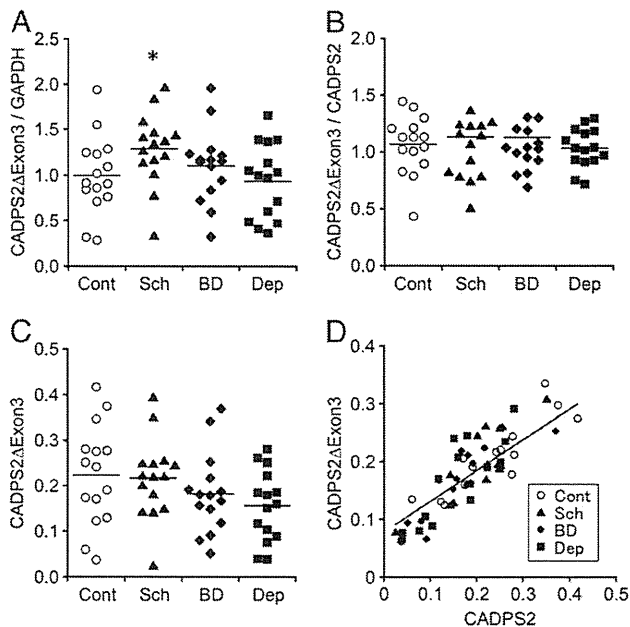 A
CADPS2ΔExon3 / GAPDH
2.5
2.0
1.5
1.0
0.5
0.0
*
Cont Sch BD Dep
B
CADPS2ΔExon3 / CADPS2
2.0
1.5
1.0
0.5
0.0
Cont Sch BD Dep
C
CADPS2ΔExon3
0.5
0.4
0.3
0.2
0.1
0.0
Cont Sch BD Dep
D
CADPS2ΔExon3
0.4
0.3
0.2
0.1
0
0 0.1 0.2 0.3 0.4 0.5
CADPS2
Cont
Sch
BD
Dep